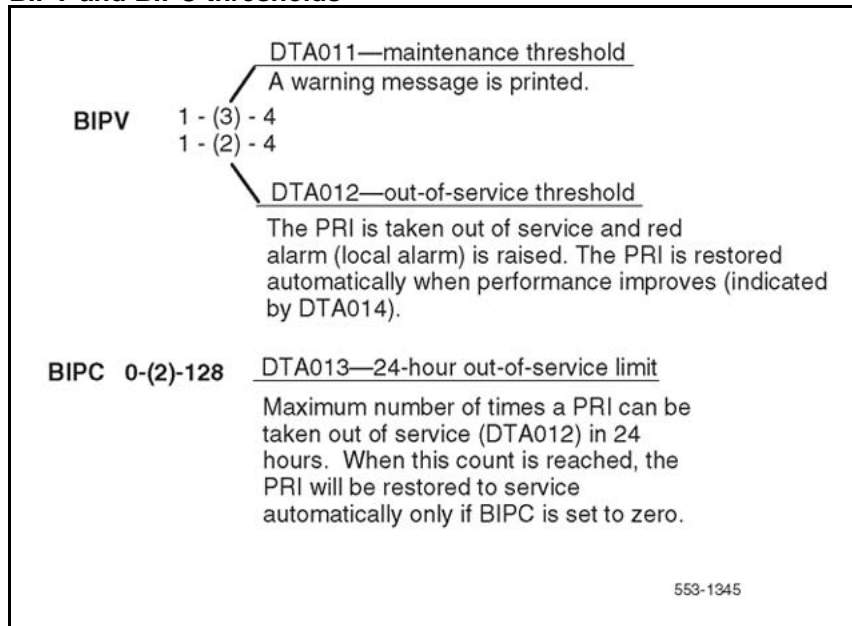 DTA011—maintenance threshold
A warning message is printed.
BIPV 1 - (3) - 4
1 - (2) - 4
DTA012—out-of-service threshold
The PRI is taken out of service and red
alarm (local alarm) is raised. The PRI is restored
automatically when performance improves (indicated
by DTA014).
BIPC 0-(2)-128 DTA013—24-hour out-of-service limit
Maximum number of times a PRI can be
taken out of service (DTA012) in 24
hours. When this count is reached, the
PRI will be restored to service
automatically only if BIPC is set to zero.
553-1345